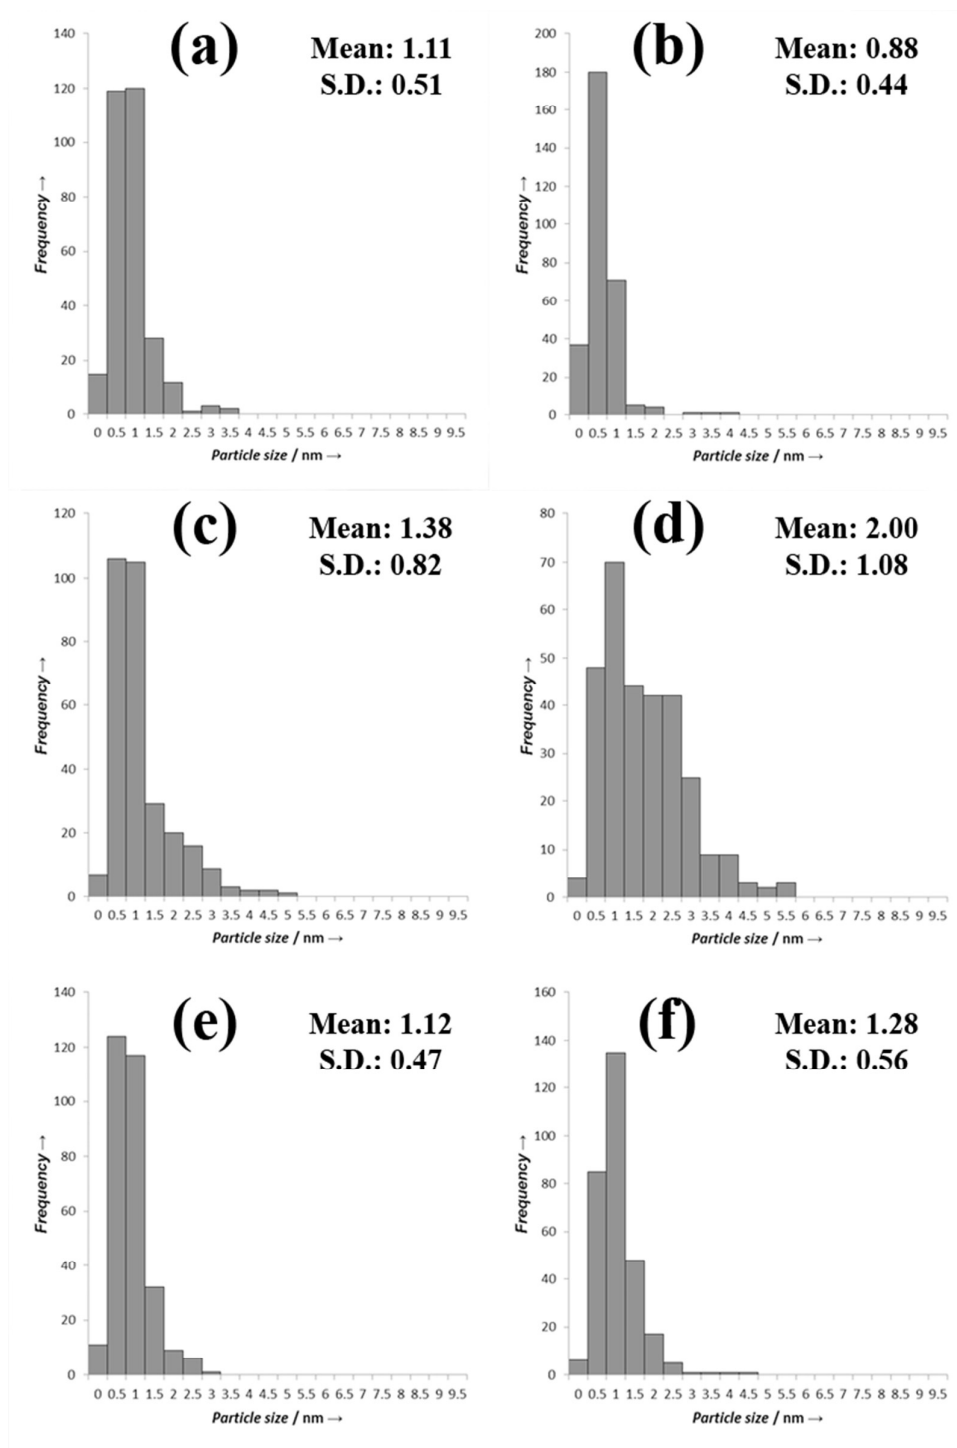 (a)
Mean: 1.11
S.D.: 0.51
140
120
100
80
60
40
20
0
Frequency →
0 0.5 1 1.5 2 2.5 3 3.5 4 4.5 5 5.5 6 6.5 7 7.5 8 8.5 9 9.5
Particle size / nm →
(b)
Mean: 0.88
S.D.: 0.44
200
180
160
140
120
100
80
60
40
20
0
Frequency →
0 0.5 1 1.5 2 2.5 3 3.5 4 4.5 5 5.5 6 6.5 7 7.5 8 8.5 9 9.5
Particle size / nm →
(c)
Mean: 1.38
S.D.: 0.82
120
100
80
60
40
20
0
Frequency →
0 0.5 1 1.5 2 2.5 3 3.5 4 4.5 5 5.5 6 6.5 7 7.5 8 8.5 9 9.5
Particle size / nm →
(d)
Mean: 2.00
S.D.: 1.08
80
70
60
50
40
30
20
10
0
Frequency →
0 0.5 1 1.5 2 2.5 3 3.5 4 4.5 5 5.5 6 6.5 7 7.5 8 8.5 9 9.5
Particle size / nm →
(e)
Mean: 1.12
S.D.: 0.47
140
120
100
80
60
40
20
0
Frequency →
0 0.5 1 1.5 2 2.5 3 3.5 4 4.5 5 5.5 6 6.5 7 7.5 8 8.5 9 9.5
Particle size / nm →
(f)
Mean: 1.28
S.D.: 0.56
160
140
120
100
80
60
40
20
0
Frequency →
0 0.5 1 1.5 2 2.5 3 3.5 4 4.5 5 5.5 6 6.5 7 7.5 8 8.5 9 9.5
Particle size / nm →